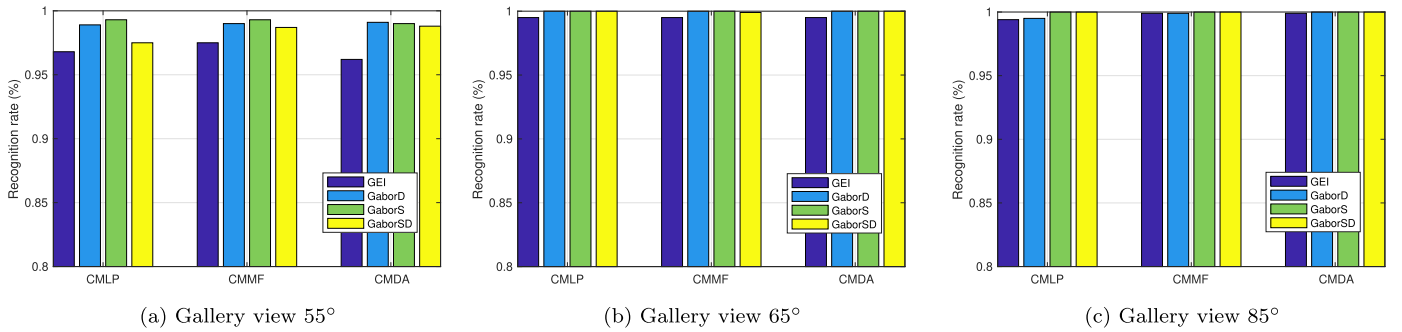 1
0.95
0.9
0.85
0.8
Recognition rate (%)
GEI
GaborD
GaborS
GaborSD
CMLP CMMF CMDA
(a) Gallery view 55°
1
0.95
0.9
0.85
0.8
Recognition rate (%)
GEI
GaborD
GaborS
GaborSD
CMLP CMMF CMDA
(b) Gallery view 65°
1
0.95
0.9
0.85
0.8
Recognition rate (%)
GEI
GaborD
GaborS
GaborSD
CMLP CMMF CMDA
(c) Gallery view 85°